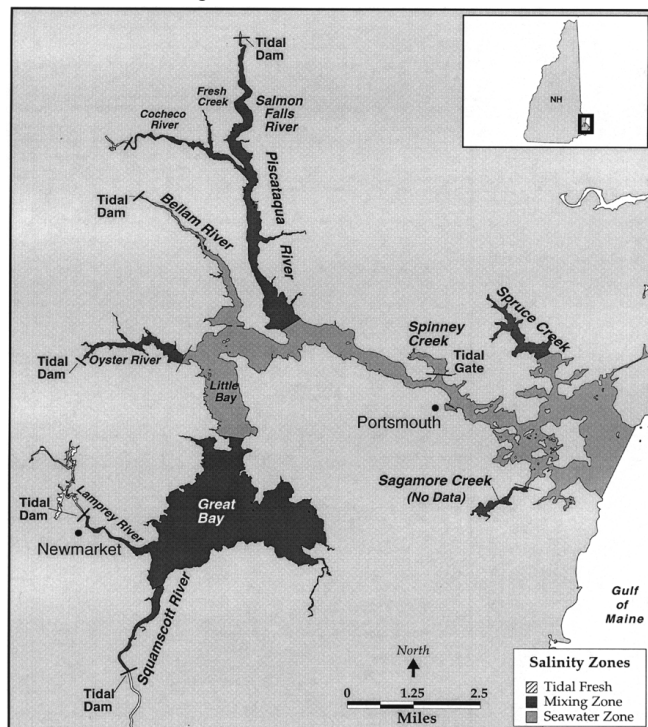 Tidal
Dam
NH
Fresh
Creek
Salmon
Falls
River
Cocheco
River
Piscataqua
River
Tidal
Dam
Bellam River
Spruce Creek
Spinney
Creek
Tidal
Gate
Tidal
Dam
Oyster River
Little
Bay
Portsmouth
Sagamore Creek
(No Data)
Great
Bay
Tidal
Dam
Lamprey River
Newmarket
Squamscott River
Gulf
of
Maine
North
Tidal
Dam
0 1.25 2.5
Miles
Salinity Zones
Tidal Fresh
Mixing Zone
Seawater Zone